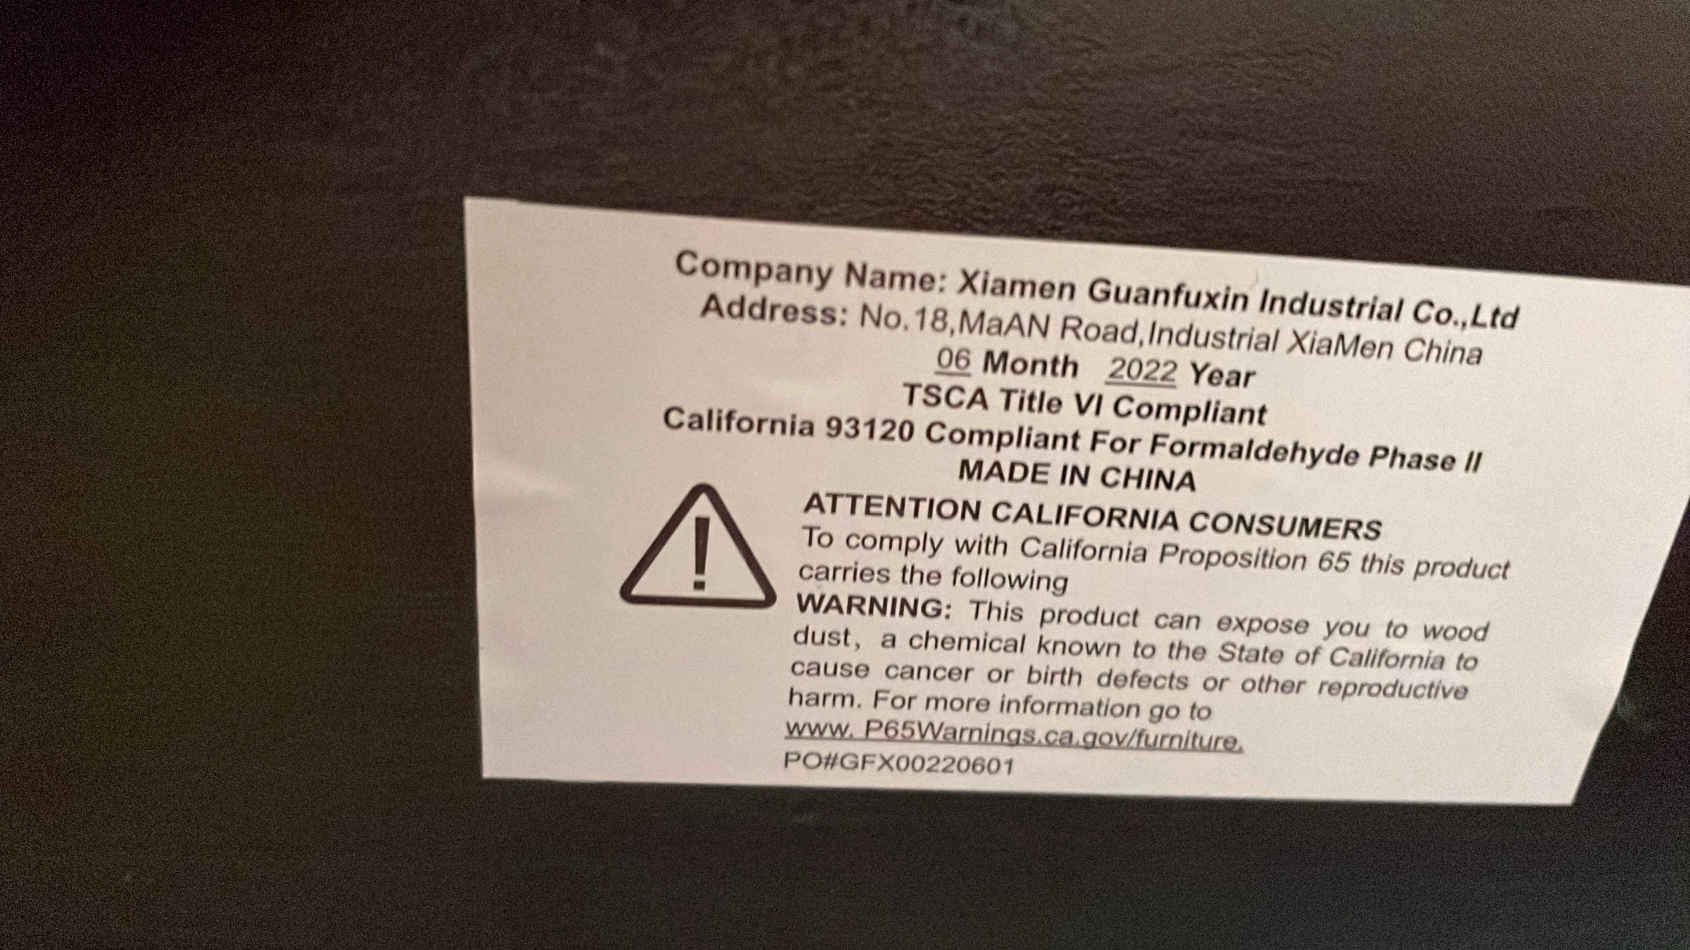 Company Name: Xiamen Guanfuxin Industrial Co.,Ltd
Address: No.18,MaAN Road,Industrial XiaMen China
06 Month 2022 Year
TSCA Title VI Compliant
California 93120 Compliant For Formaldehyde Phase II
MADE IN CHINA
ATTENTION CALIFORNIA CONSUMERS
To comply with California Proposition 65 this product
carries the following
WARNING: This product can expose you to wood
dust, a chemical known to the State of California to
cause cancer or birth defects or other reproductive
harm. For more information go to
www. P65Warnings.ca.gov/furniture.
PO#GFX00220601